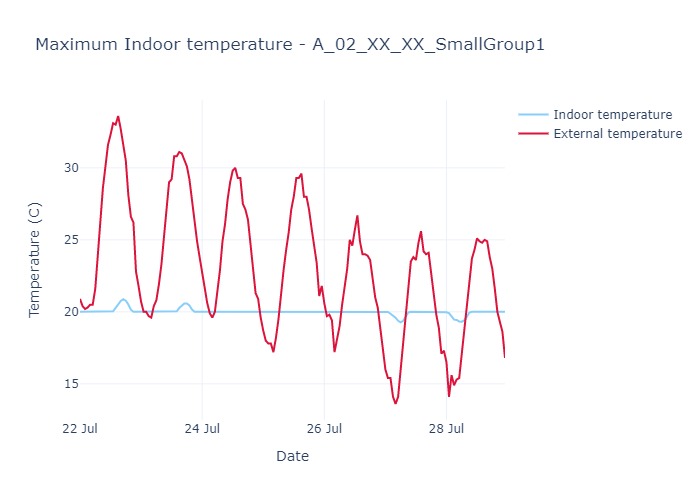 Maximum Indoor temperature - A_02_XX_XX_SmallGroup1
Indoor temperature
External temperature
Temperature (C)
30
25
20
15
22 Jul
24 Jul
26 Jul
28 Jul
Date